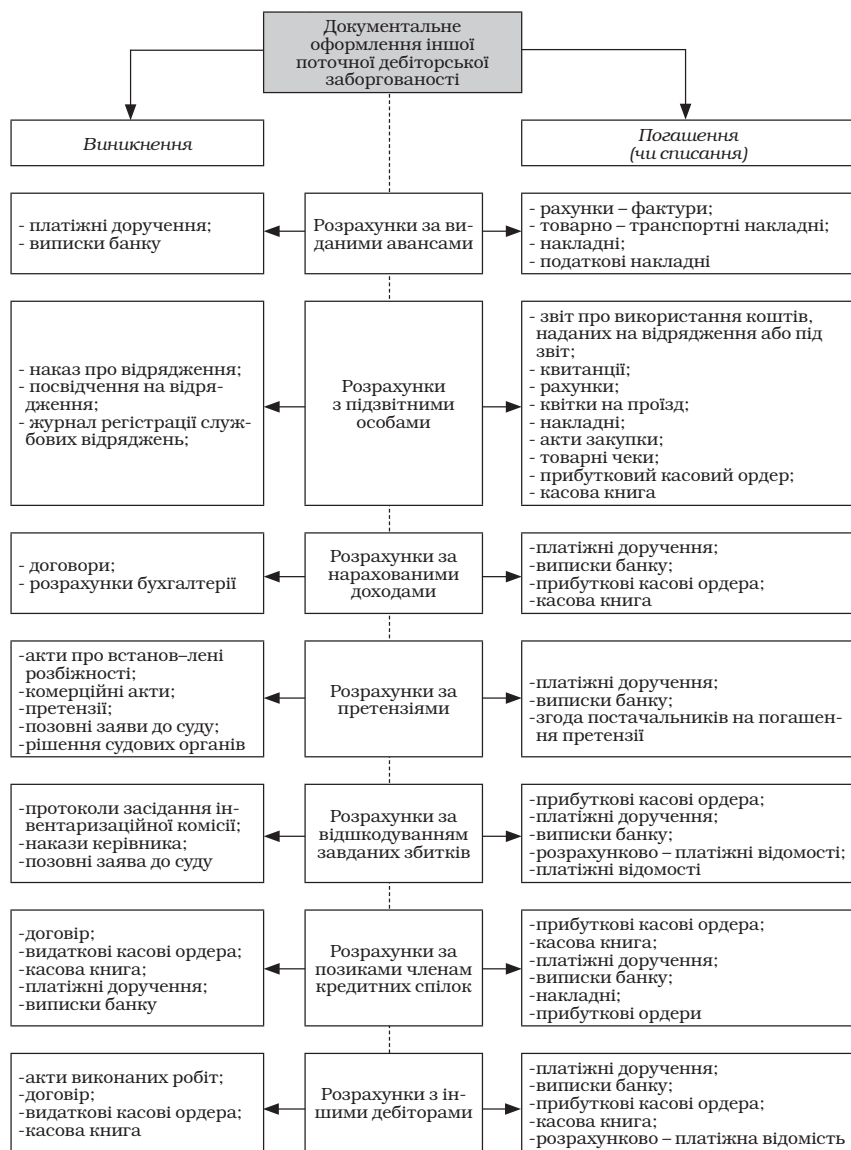 Документальне
оформлення іншої
поточної дебіторської
заборгованості
Виникнення
Погашення
(чи списання)
- платіжні доручення;
- виписки банку
Розрахунки за ви-
даними авансами
- рахунки – фактури;
- товарно – транспортні накладні;
- накладні;
- податкові накладні
- наказ про відрядження;
- посвідчення на відря-
дження;
- журнал регістрації служ-
бових відряджень;
Розрахунки
з підзвітними
особами
- звіт про використання коштів,
наданих на відрядження або під
звіт;
- квитанції;
- рахунки;
- квітки на проїзд;
- накладні;
- акти закупки;
- товарні чеки;
- прибутковий касовий ордер;
- касова книга
- договори;
- розрахунки бухгалтерії
Розрахунки за
нарахованими
доходами
-платіжні доручення;
-виписки банку;
-прибуткові касові ордера;
-касова книга
-акти про встанов–лені
розбіжності;
-комерційні акти;
-претензії;
-позовні заяви до суду;
-рішення судових органів
Розрахунки за
претензіями
-платіжні доручення;
-виписки банку;
-згода постачальників на погашен-
ня претензії
-протоколи засідання ін-
вентаризаційної комісії;
-накази керівника;
-позовні заява до суду
Розрахунки за
відшкодуванням
завданих збитків
-прибуткові касові ордера;
-платіжні доручення;
-виписки банку;
-розрахунково – платіжні відомості;
-платіжні відомості
-договір;
-видаткові касові ордера;
-касова книга;
-платіжні доручення;
-виписки банку
Розрахунки за
позиками членам
кредитних спілок
-прибуткові касові ордера;
-касова книга;
-платіжні доручення;
-виписки банку;
-накладні;
-прибуткові ордери
-акти виконаних робіт;
-договір;
-видаткові касові ордера;
-касова книга
Розрахунки з ін-
шими дебіторами
-платіжні доручення;
-виписки банку;
-прибуткові касові ордера;
-касова книга;
-розрахунково – платіжна відомість